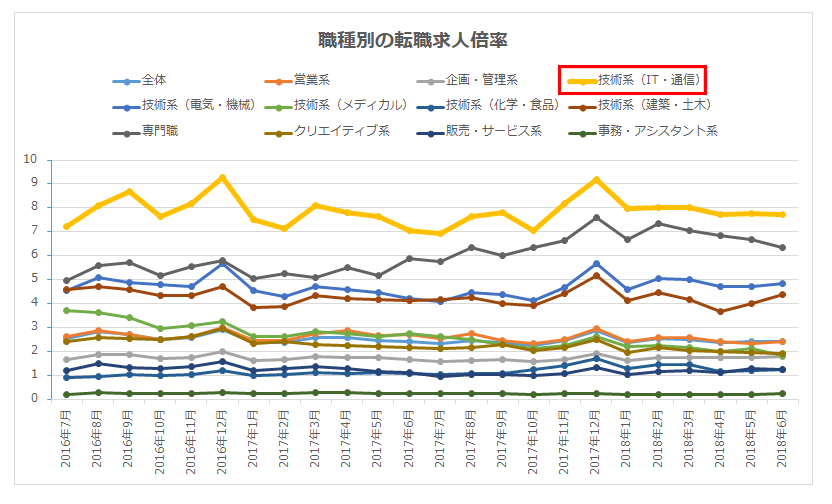 職種別の転職求人倍率
全体 営業系 企画・管理系 技術系（IT・通信）
技術系（電気・機械） 技術系（メディカル） 技術系（化学・食品） 技術系（建築・土木）
専門職 クリエイティブ系 販売・サービス系 事務・アシスタント系
10
9
8
7
6
5
4
3
2
1
0
2016年7月
2016年8月
2016年9月
2016年10月
2016年11月
2016年12月
2017年1月
2017年2月
2017年3月
2017年4月
2017年5月
2017年6月
2017年7月
2017年8月
2017年9月
2017年10月
2017年11月
2017年12月
2018年1月
2018年2月
2018年3月
2018年4月
2018年5月
2018年6月